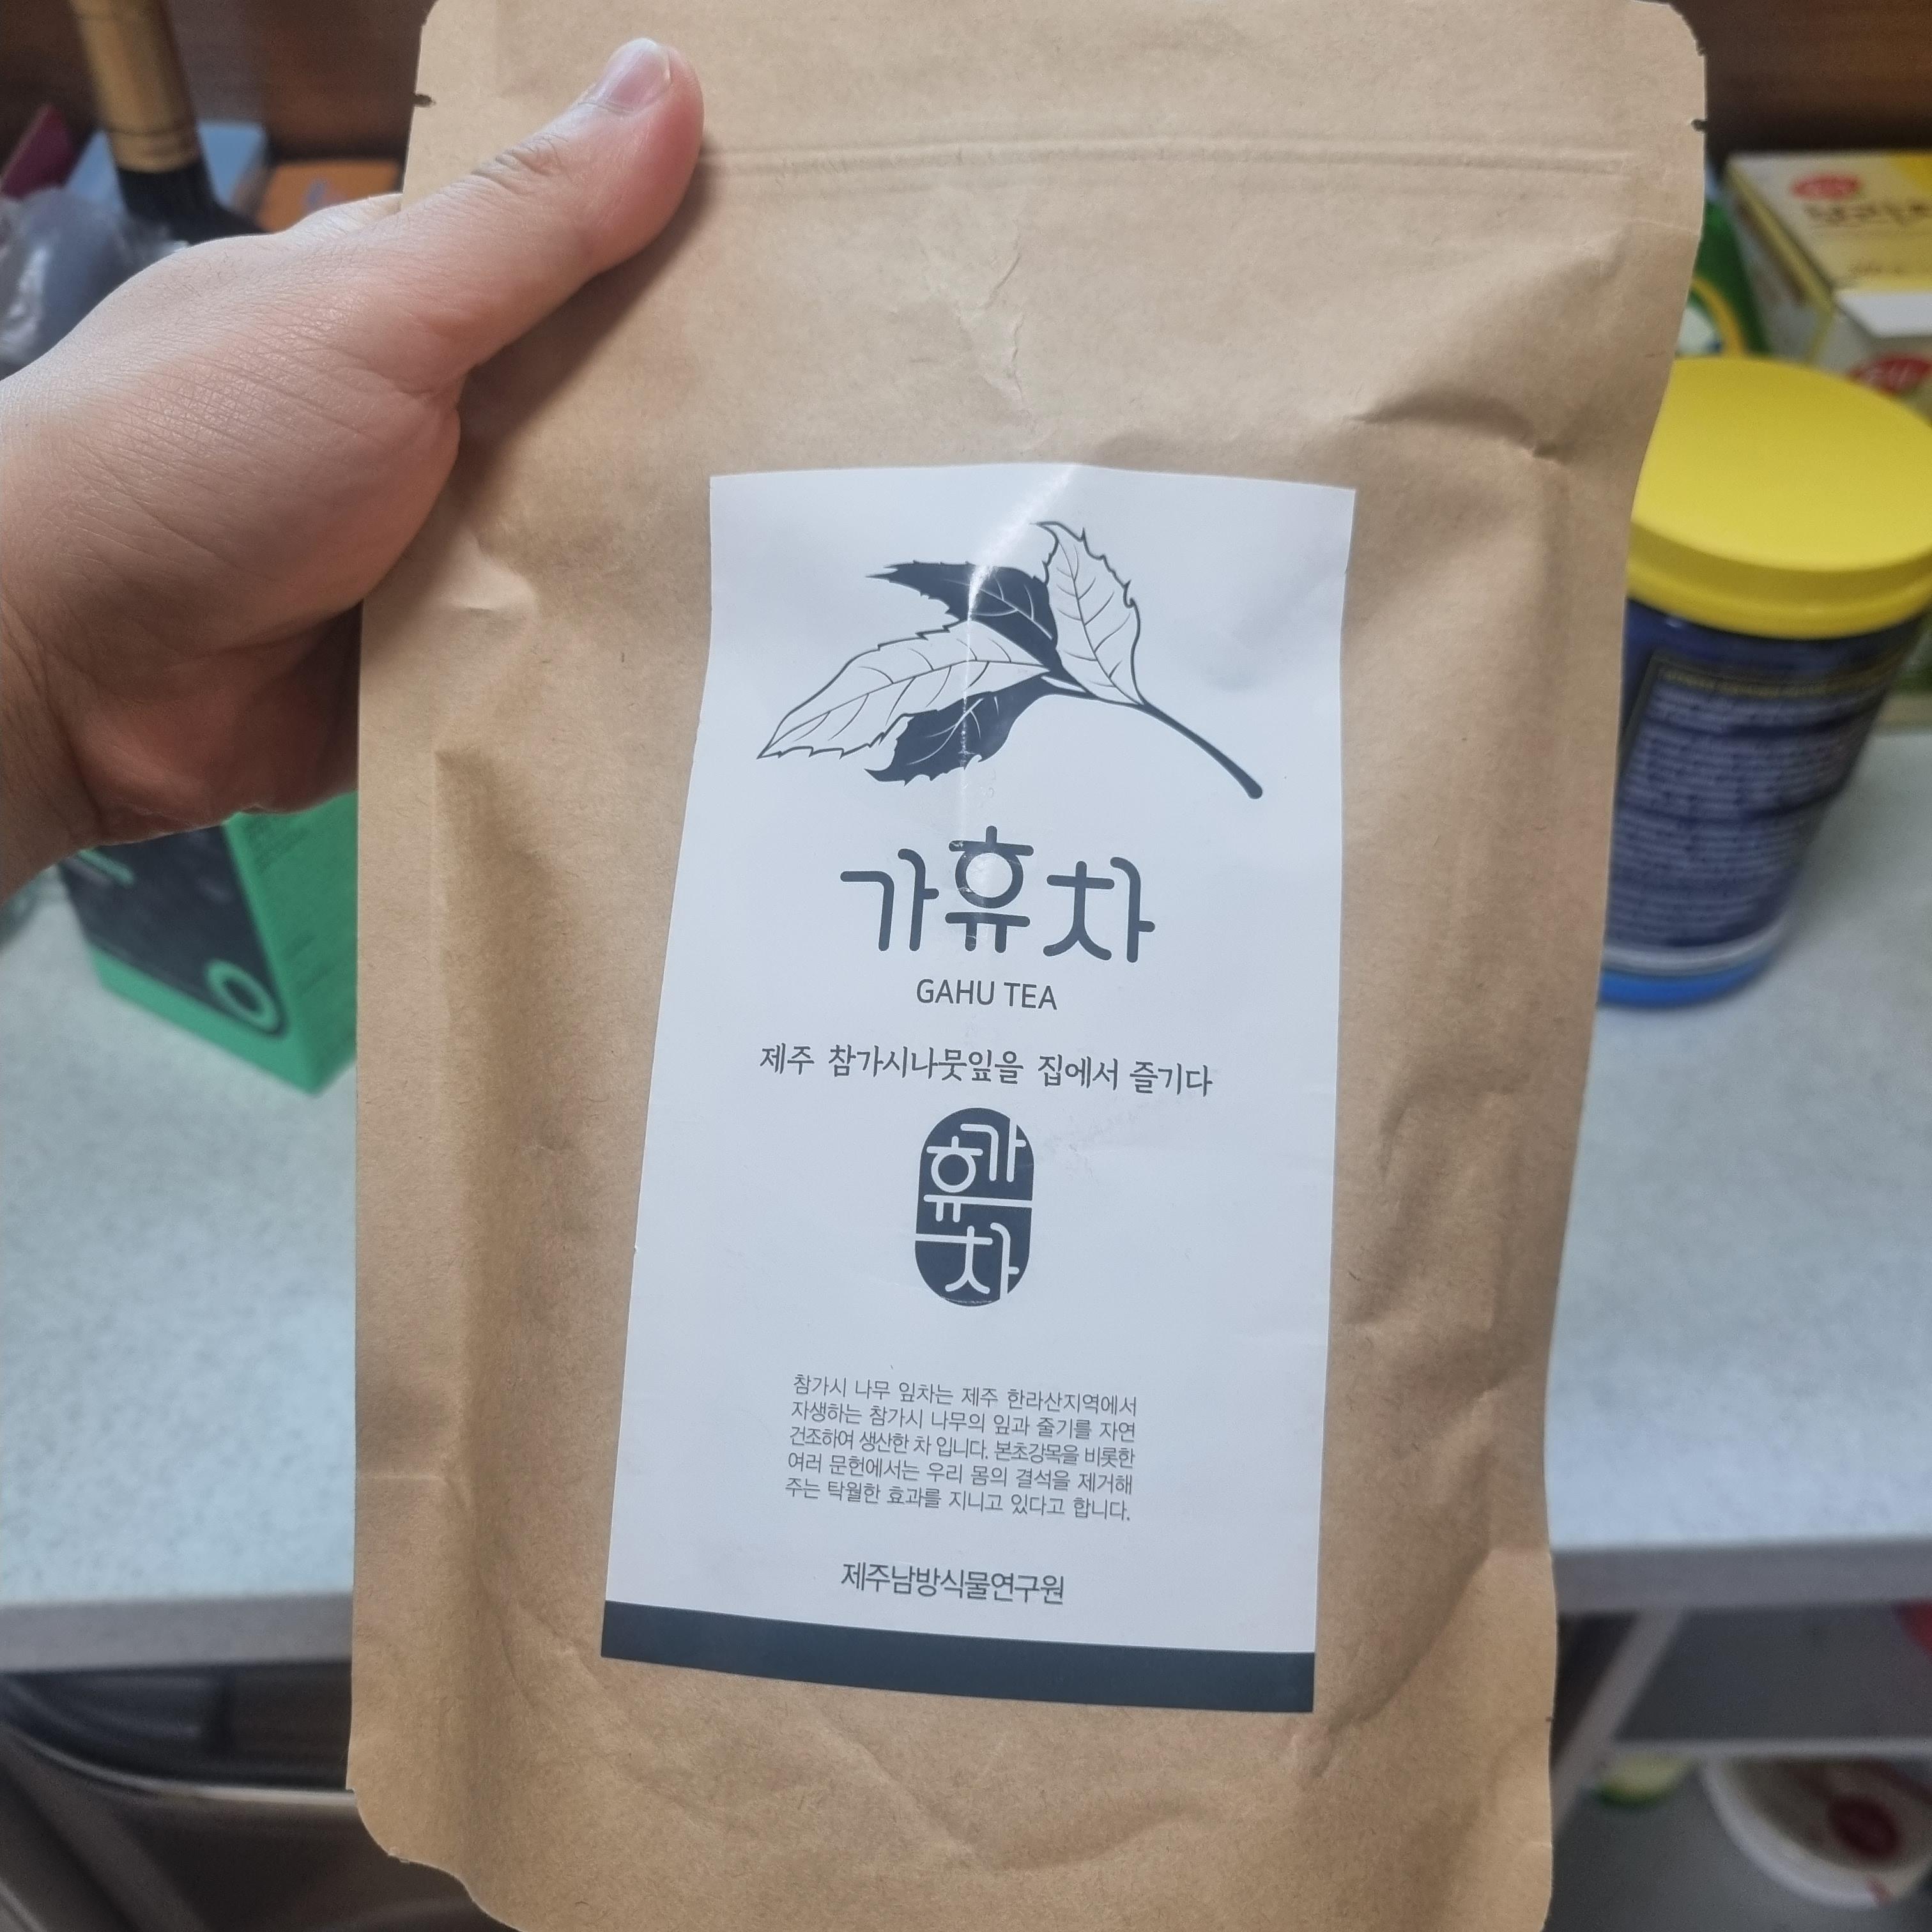 가휴차
GAHU TEA
제주 참가시나뭇잎을 집에서 즐기다
가휴차
참가시 나무 잎차는 제주 한라산지역에서
자생하는 참가시 나무의 잎과 줄기를 자연
건조하여 생산한 차 입니다. 본초강목을 비롯한
여러 문헌에서는 우리 몸의 결석을 제거해
주는 탁월한 효과를 지니고 있다고 합니다.
제주남방식물연구원